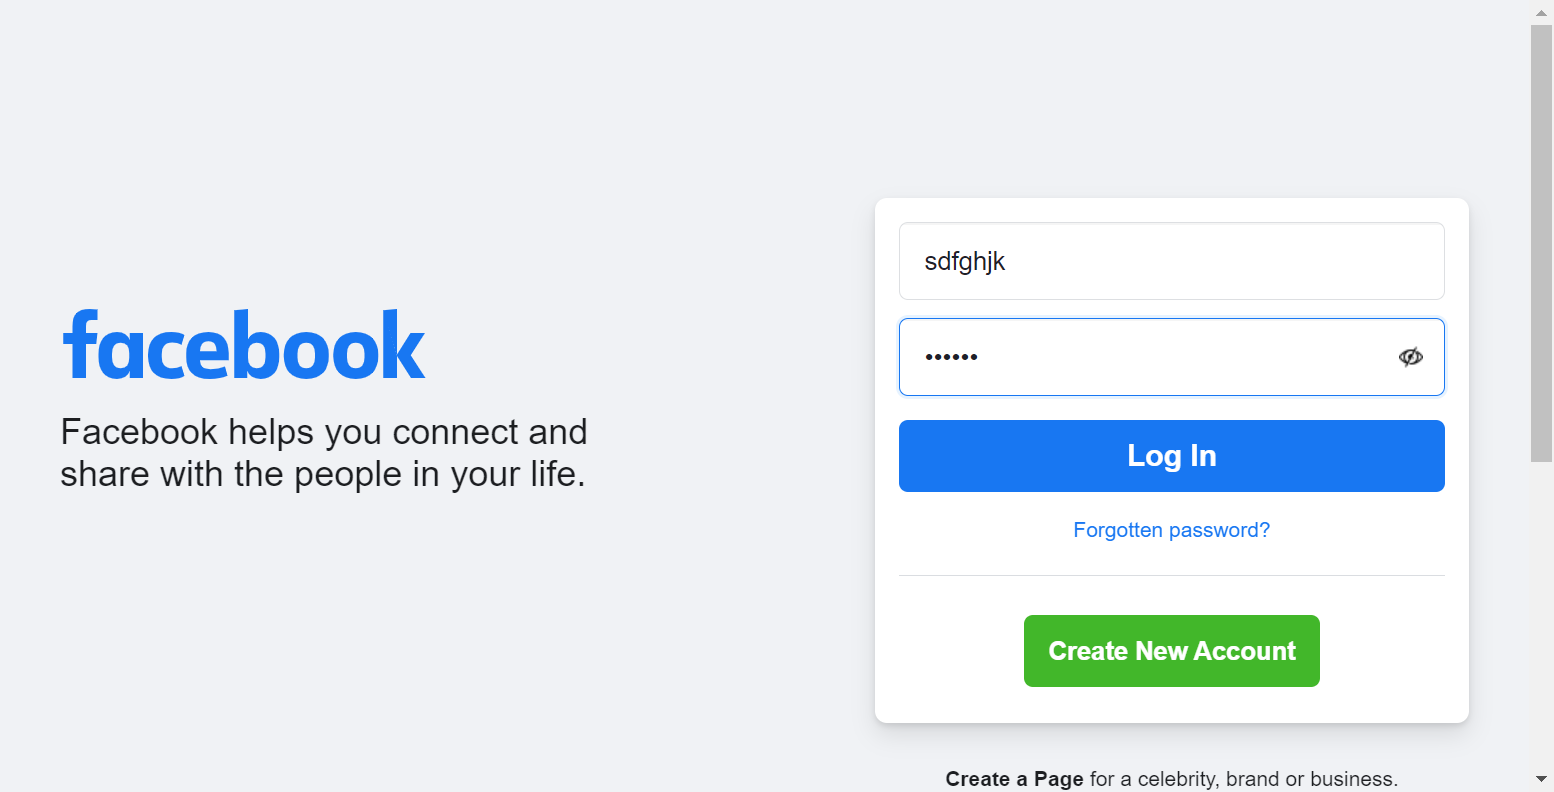 facebook
Facebook helps you connect and
share with the people in your life.
sdfghjk
••••••
Log In
Forgotten password?
Create New Account
Create a Page for a celebrity, brand or business.